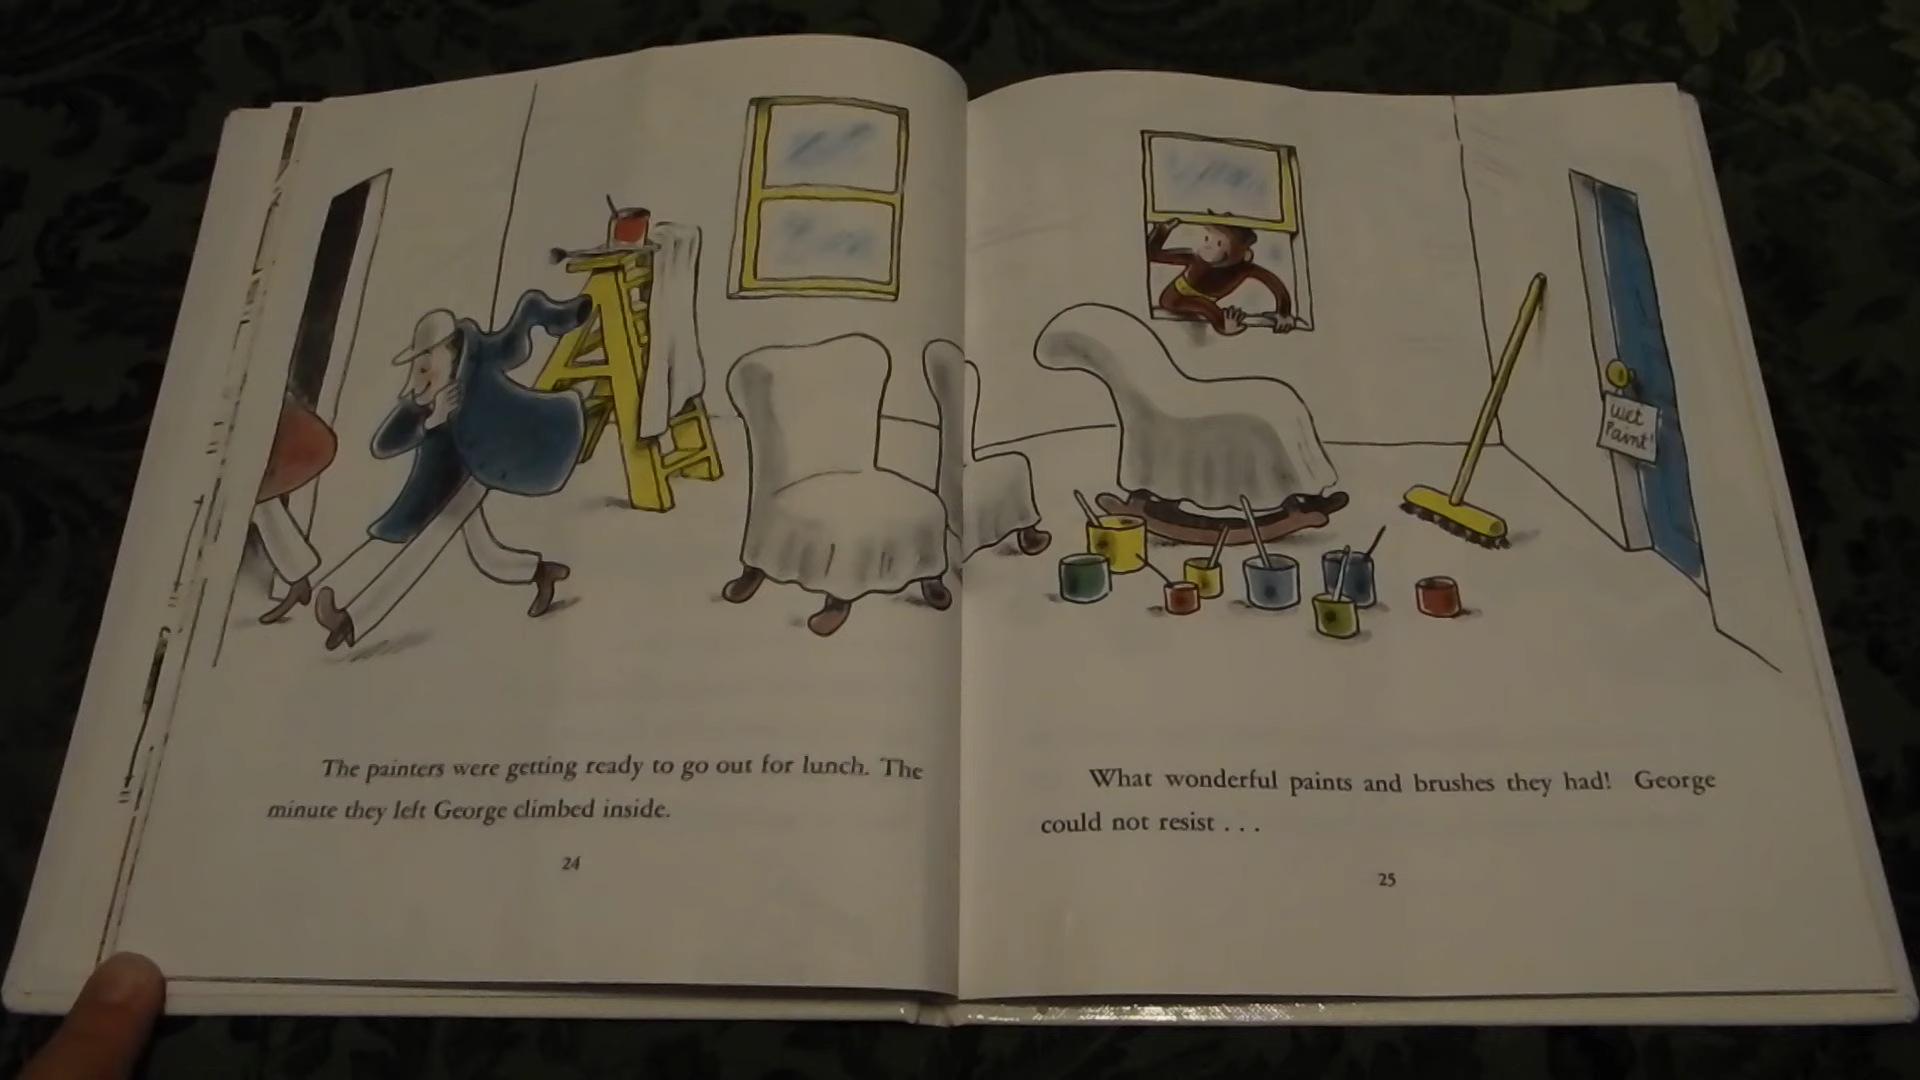 Wet
Paint!
The painters were getting ready to go out for lunch. The
minute they left George climbed inside.
24
What wonderful paints and brushes they had! George
could not resist . . .
25